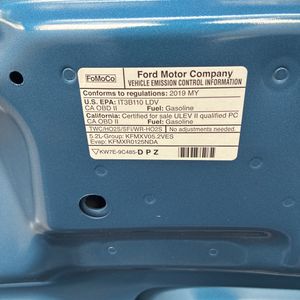 FoMoCo
Ford Motor Company
VEHICLE EMISSION CONTROL INFORMATION
Conforms to regulations: 2019 MY
U.S. EPA: IT3B110 LDV
CA OBD II Fuel: Gasoline
California: Certified for sale ULEV II qualified PC
CA OBD II Fuel: Gasoline
TWC/HO2S/SFI/WR-HO2S No adjustments needed.
5.2L-Group: KFMXV05.2VES
Evap: KFMXR0125NDA
KW7E-9C485-DPZ